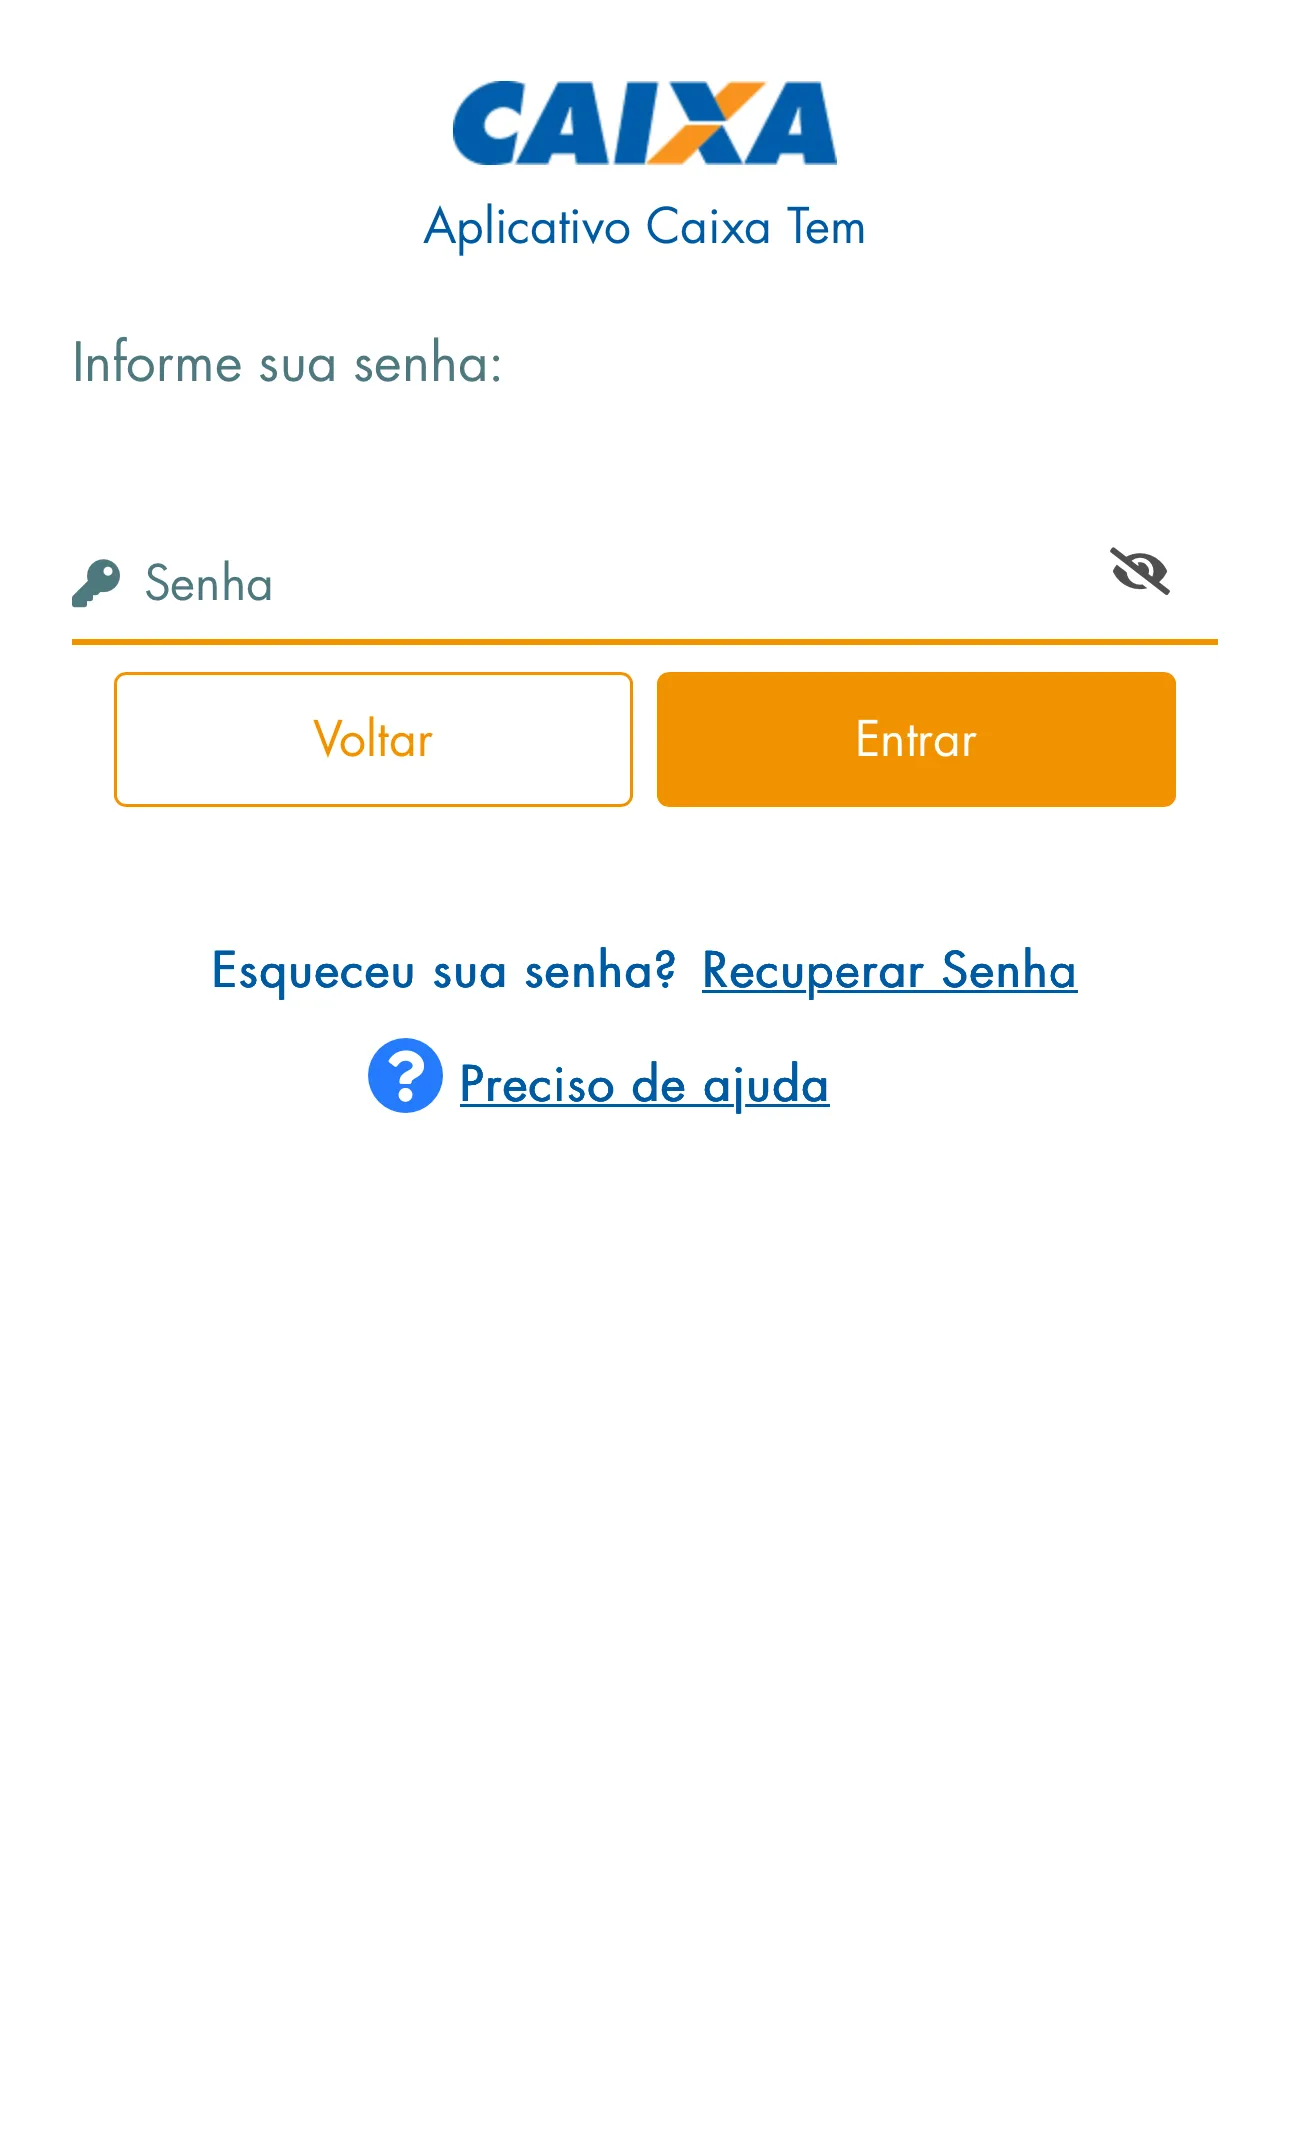 CAIXA
Aplicativo Caixa Tem
Informe sua senha:
Senha
Voltar Entrar
Esqueceu sua senha? Recuperar Senha
Preciso de ajuda